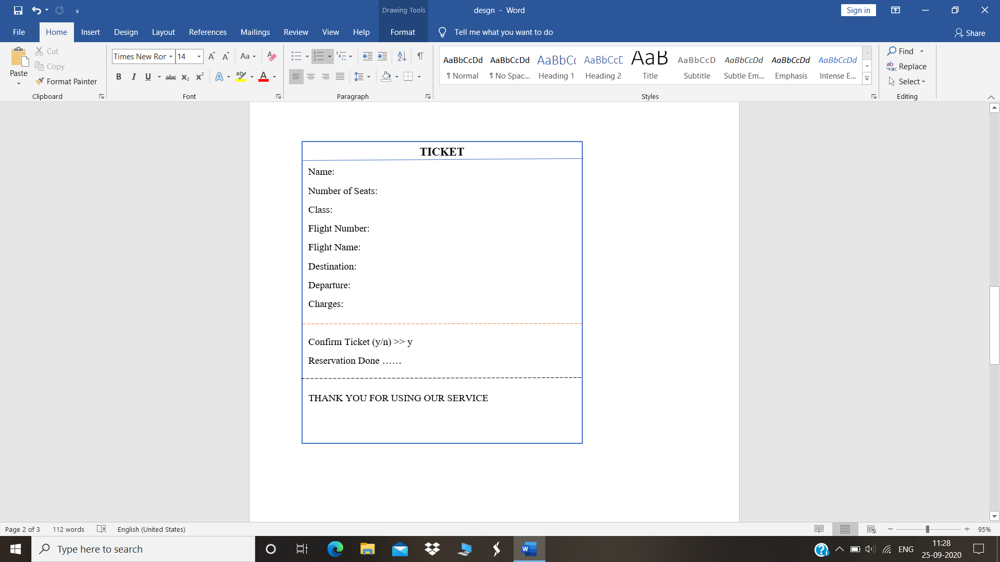 Drawing Tools
desgn - Word
Sign in
File Home Insert Design Layout References Mailings Review View Help Format Tell me what you want to do Share
Paste
Cut
Copy
Format Painter
Clipboard
Times New Ror 14
Font
Paragraph
AaBbCcDd AaBbCcDd AaBbCc AaBbCcE AaB AaBbCcD AaBbCcDd AaBbCcDd AaBbCcDd
¶ Normal ¶ No Spac... Heading 1 Heading 2 Title Subtitle Subtle Em... Emphasis Intense E...
Styles
Find
Replace
Select
Editing
TICKET
Name:
Number of Seats:
Class:
Flight Number:
Flight Name:
Destination:
Departure:
Charges:
Confirm Ticket (y/n) >> y
Reservation Done ……
THANK YOU FOR USING OUR SERVICE
Page 2 of 3 112 words English (United States) 95%
Type here to search
ENG
11:28
25-09-2020